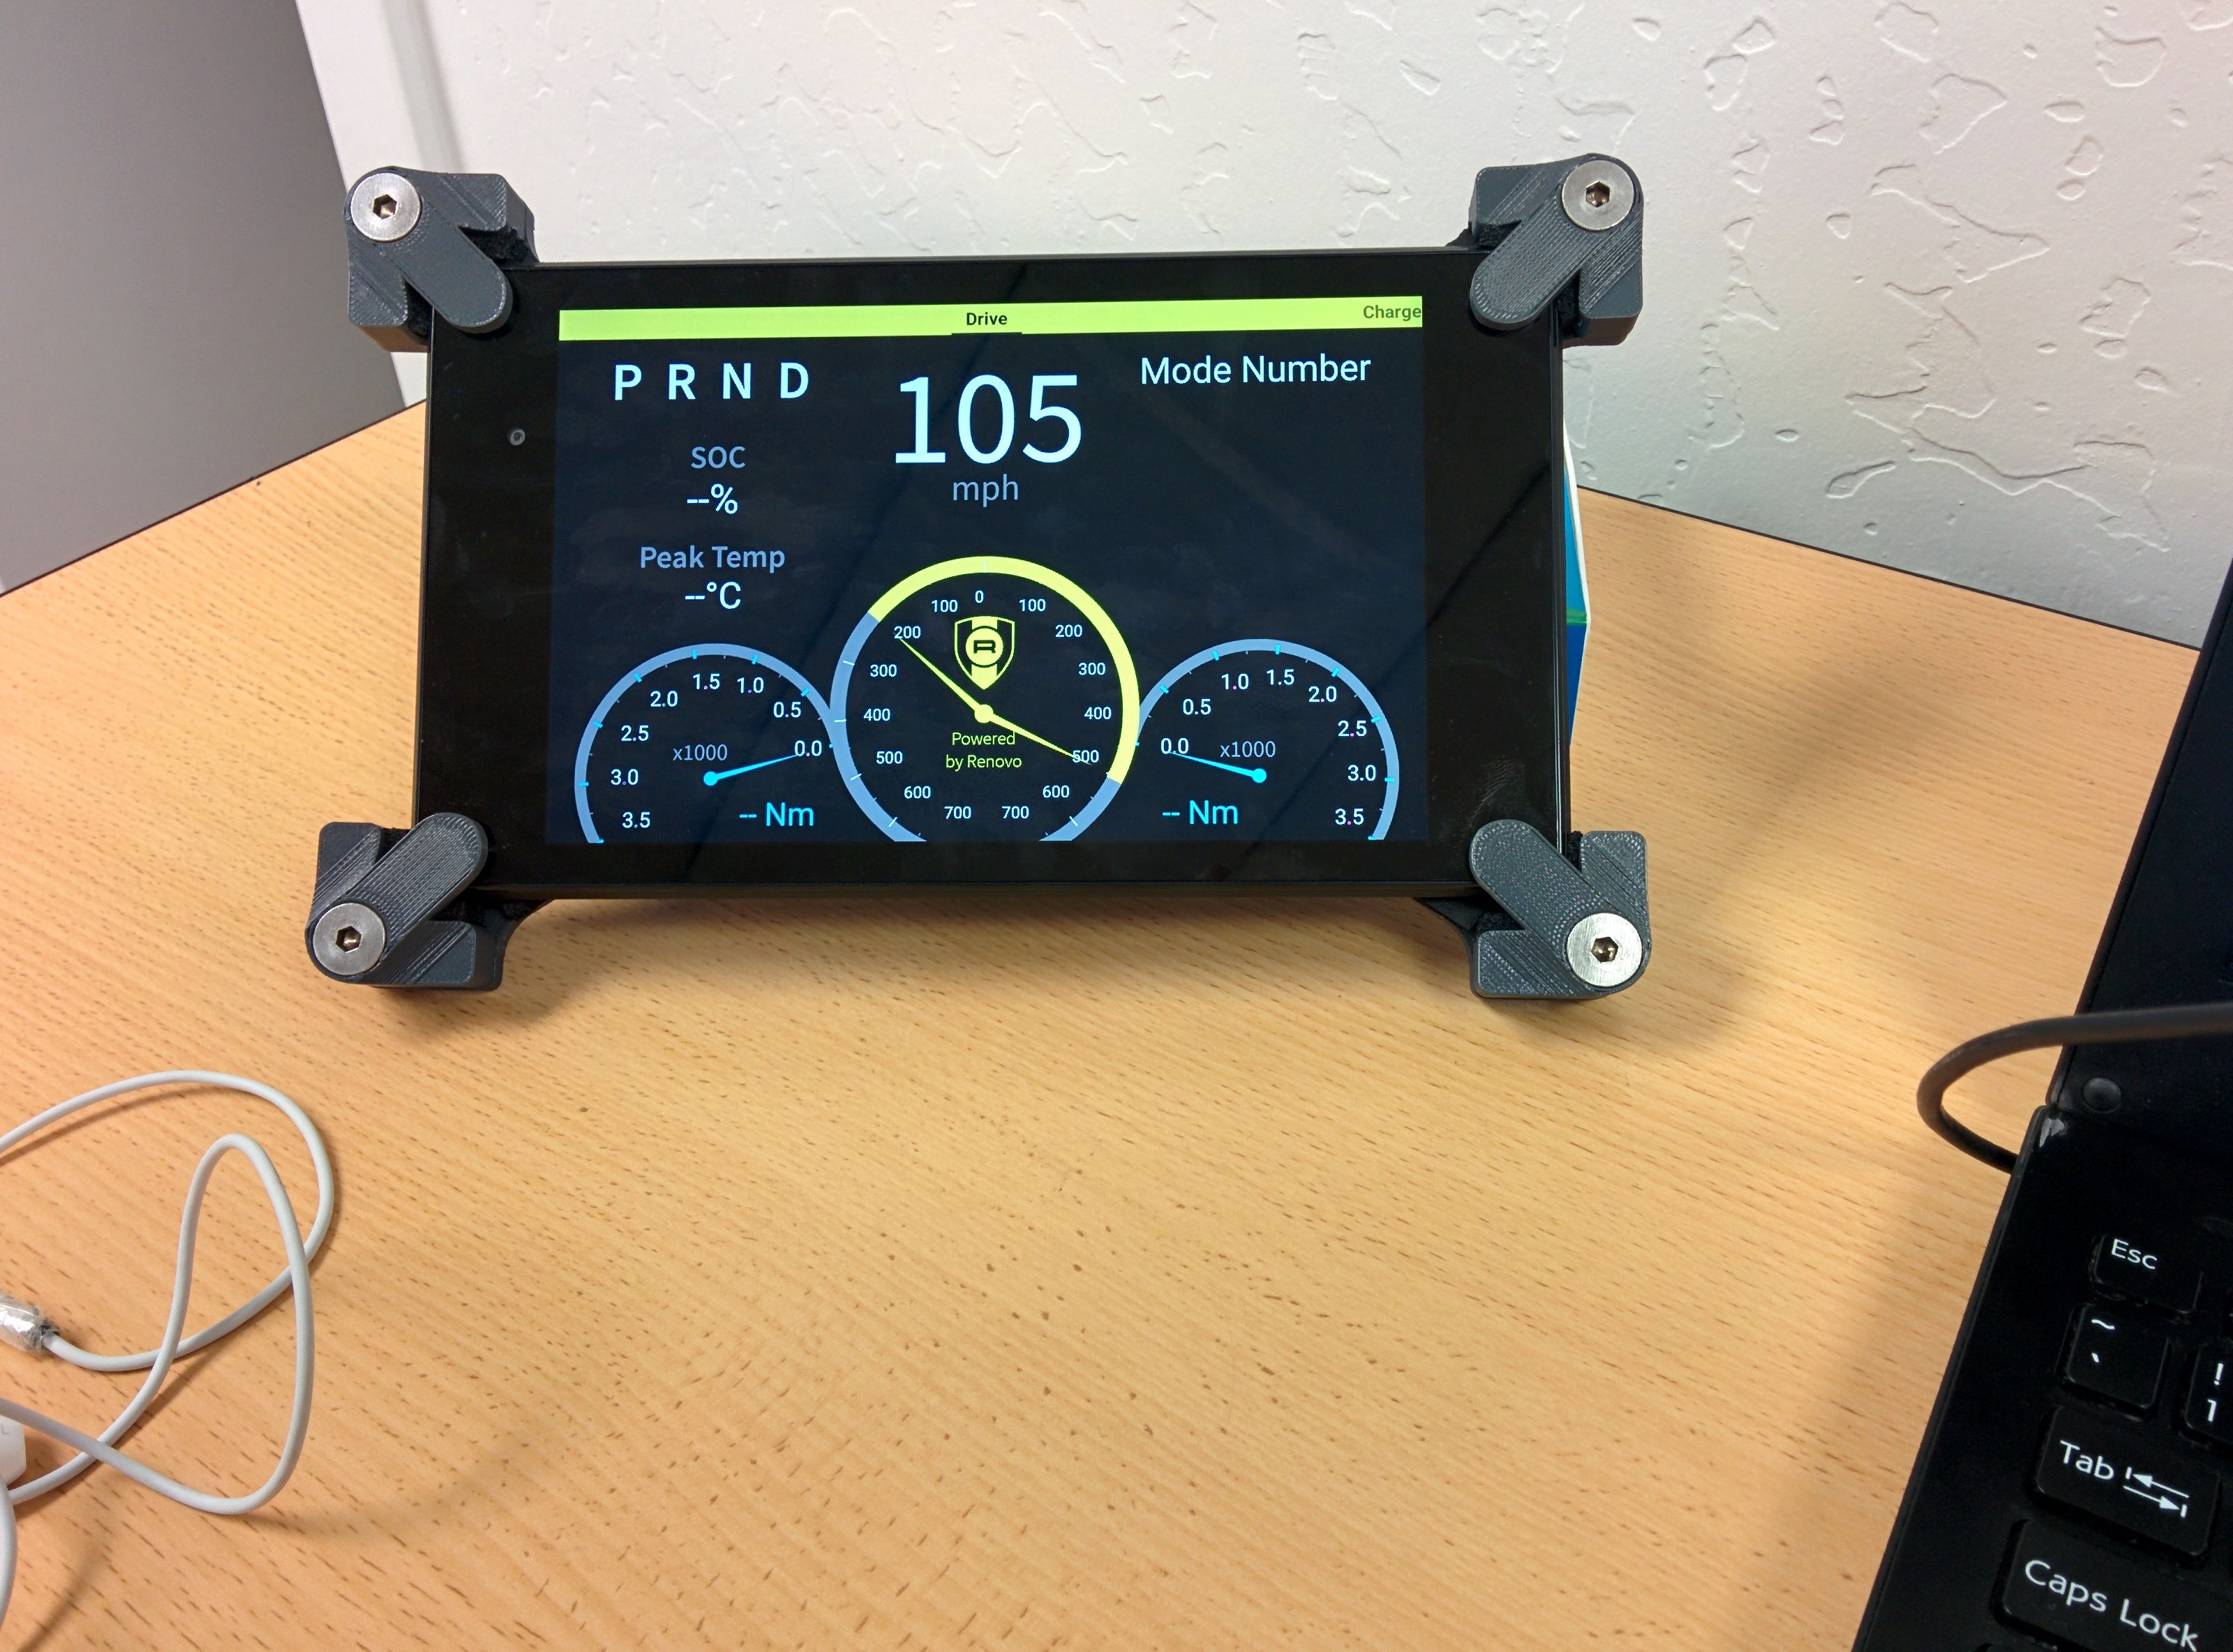 Drive
Charge
P R N D
105
mph
Mode Number
SOC
--%
Peak Temp
--°C
0.0
0.5
1.0
1.5
2.0
2.5
3.0
3.5
x1000
-- Nm
0
100
200
300
400
500
600
700
100
200
300
400
500
600
700
R
Powered
by Renovo
0.0
0.5
1.0
1.5
2.0
2.5
3.0
3.5
x1000
-- Nm
Esc
~
`
!
1
Tab
Caps Lock